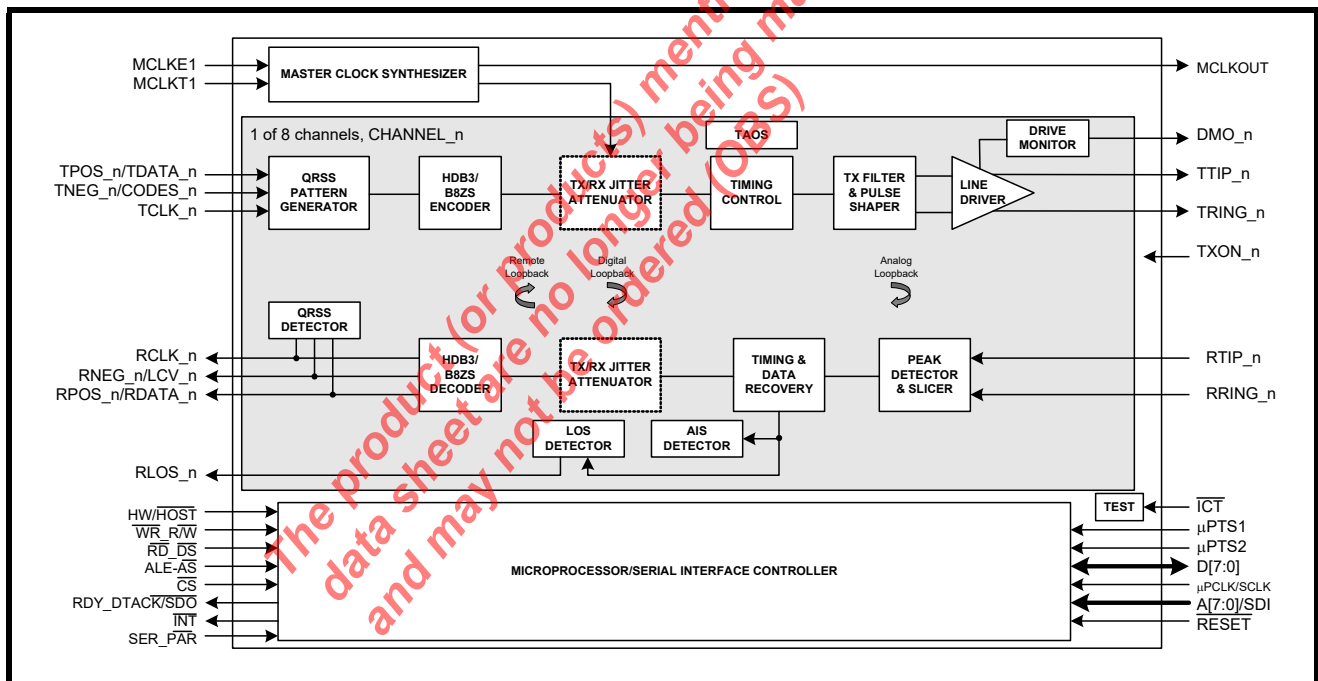 MCLKE1
MCLKT1
MASTER CLOCK SYNTHESIZER
MCLKOUT
1 of 8 channels, CHANNEL_n
TAOS
DRIVE
MONITOR
DMO_n
TPOS_n/TDATA_n
TNEG_n/CODES_n
TCLK_n
QRSS
PATTERN
GENERATOR
HDB3/
B8ZS
ENCODER
TX/RX JITTER
ATTENUATOR
TIMING
CONTROL
TX FILTER
& PULSE
SHAPER
LINE
DRIVER
TTIP_n
TRING_n
TXON_n
Remote
Loopback
Digital
Loopback
Analog
Loopback
QRSS
DETECTOR
RCLK_n
RNEG_n/LCV_n
RPOS_n/RDATA_n
HDB3/
B8ZS
DECODER
TX/RX JITTER
ATTENUATOR
TIMING &
DATA
RECOVERY
PEAK
DETECTOR
& SLICER
RTIP_n
RRING_n
LOS
DETECTOR
AIS
DETECTOR
RLOS_n
TEST
ICT
HW/HOST
WR_R/W
RD_DS
ALE-AS
CS
RDY_DTACK/SDO
INT
SER_PAR
MICROPROCESSOR/SERIAL INTERFACE CONTROLLER
µPTS1
µPTS2
D[7:0]
µPCLK/SCLK
A[7:0]/SDI
RESET
The product (or products) ment
data sheet are no longer being ma
and may not be ordered (OBS)